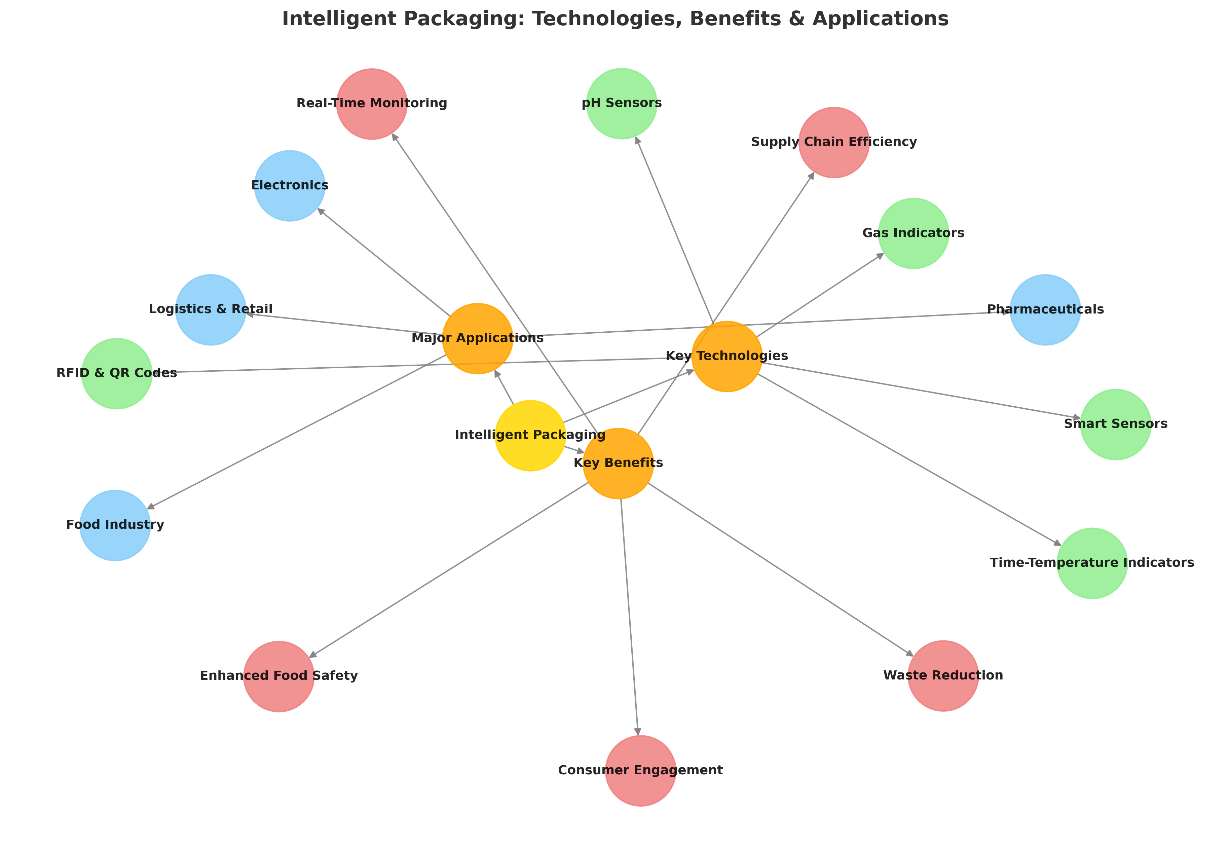 Intelligent Packaging: Technologies, Benefits & Applications
Real-Time Monitoring
pH Sensors
Supply Chain Efficiency
Electronics
Gas Indicators
Logistics & Retail
Pharmaceuticals
Major Applications
Key Technologies
RFID & QR Codes
Smart Sensors
Intelligent Packaging
Key Benefits
Food Industry
Time-Temperature Indicators
Enhanced Food Safety
Waste Reduction
Consumer Engagement